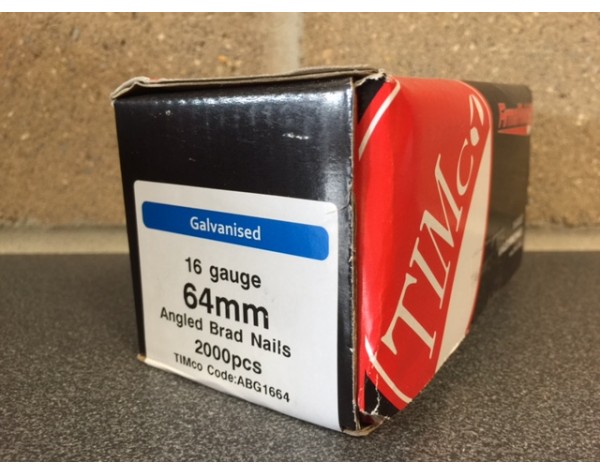 Galvanised
16 gauge
64mm
Angled Brad Nails
2000pcs
TIMco Code:ABG1664
TIMco